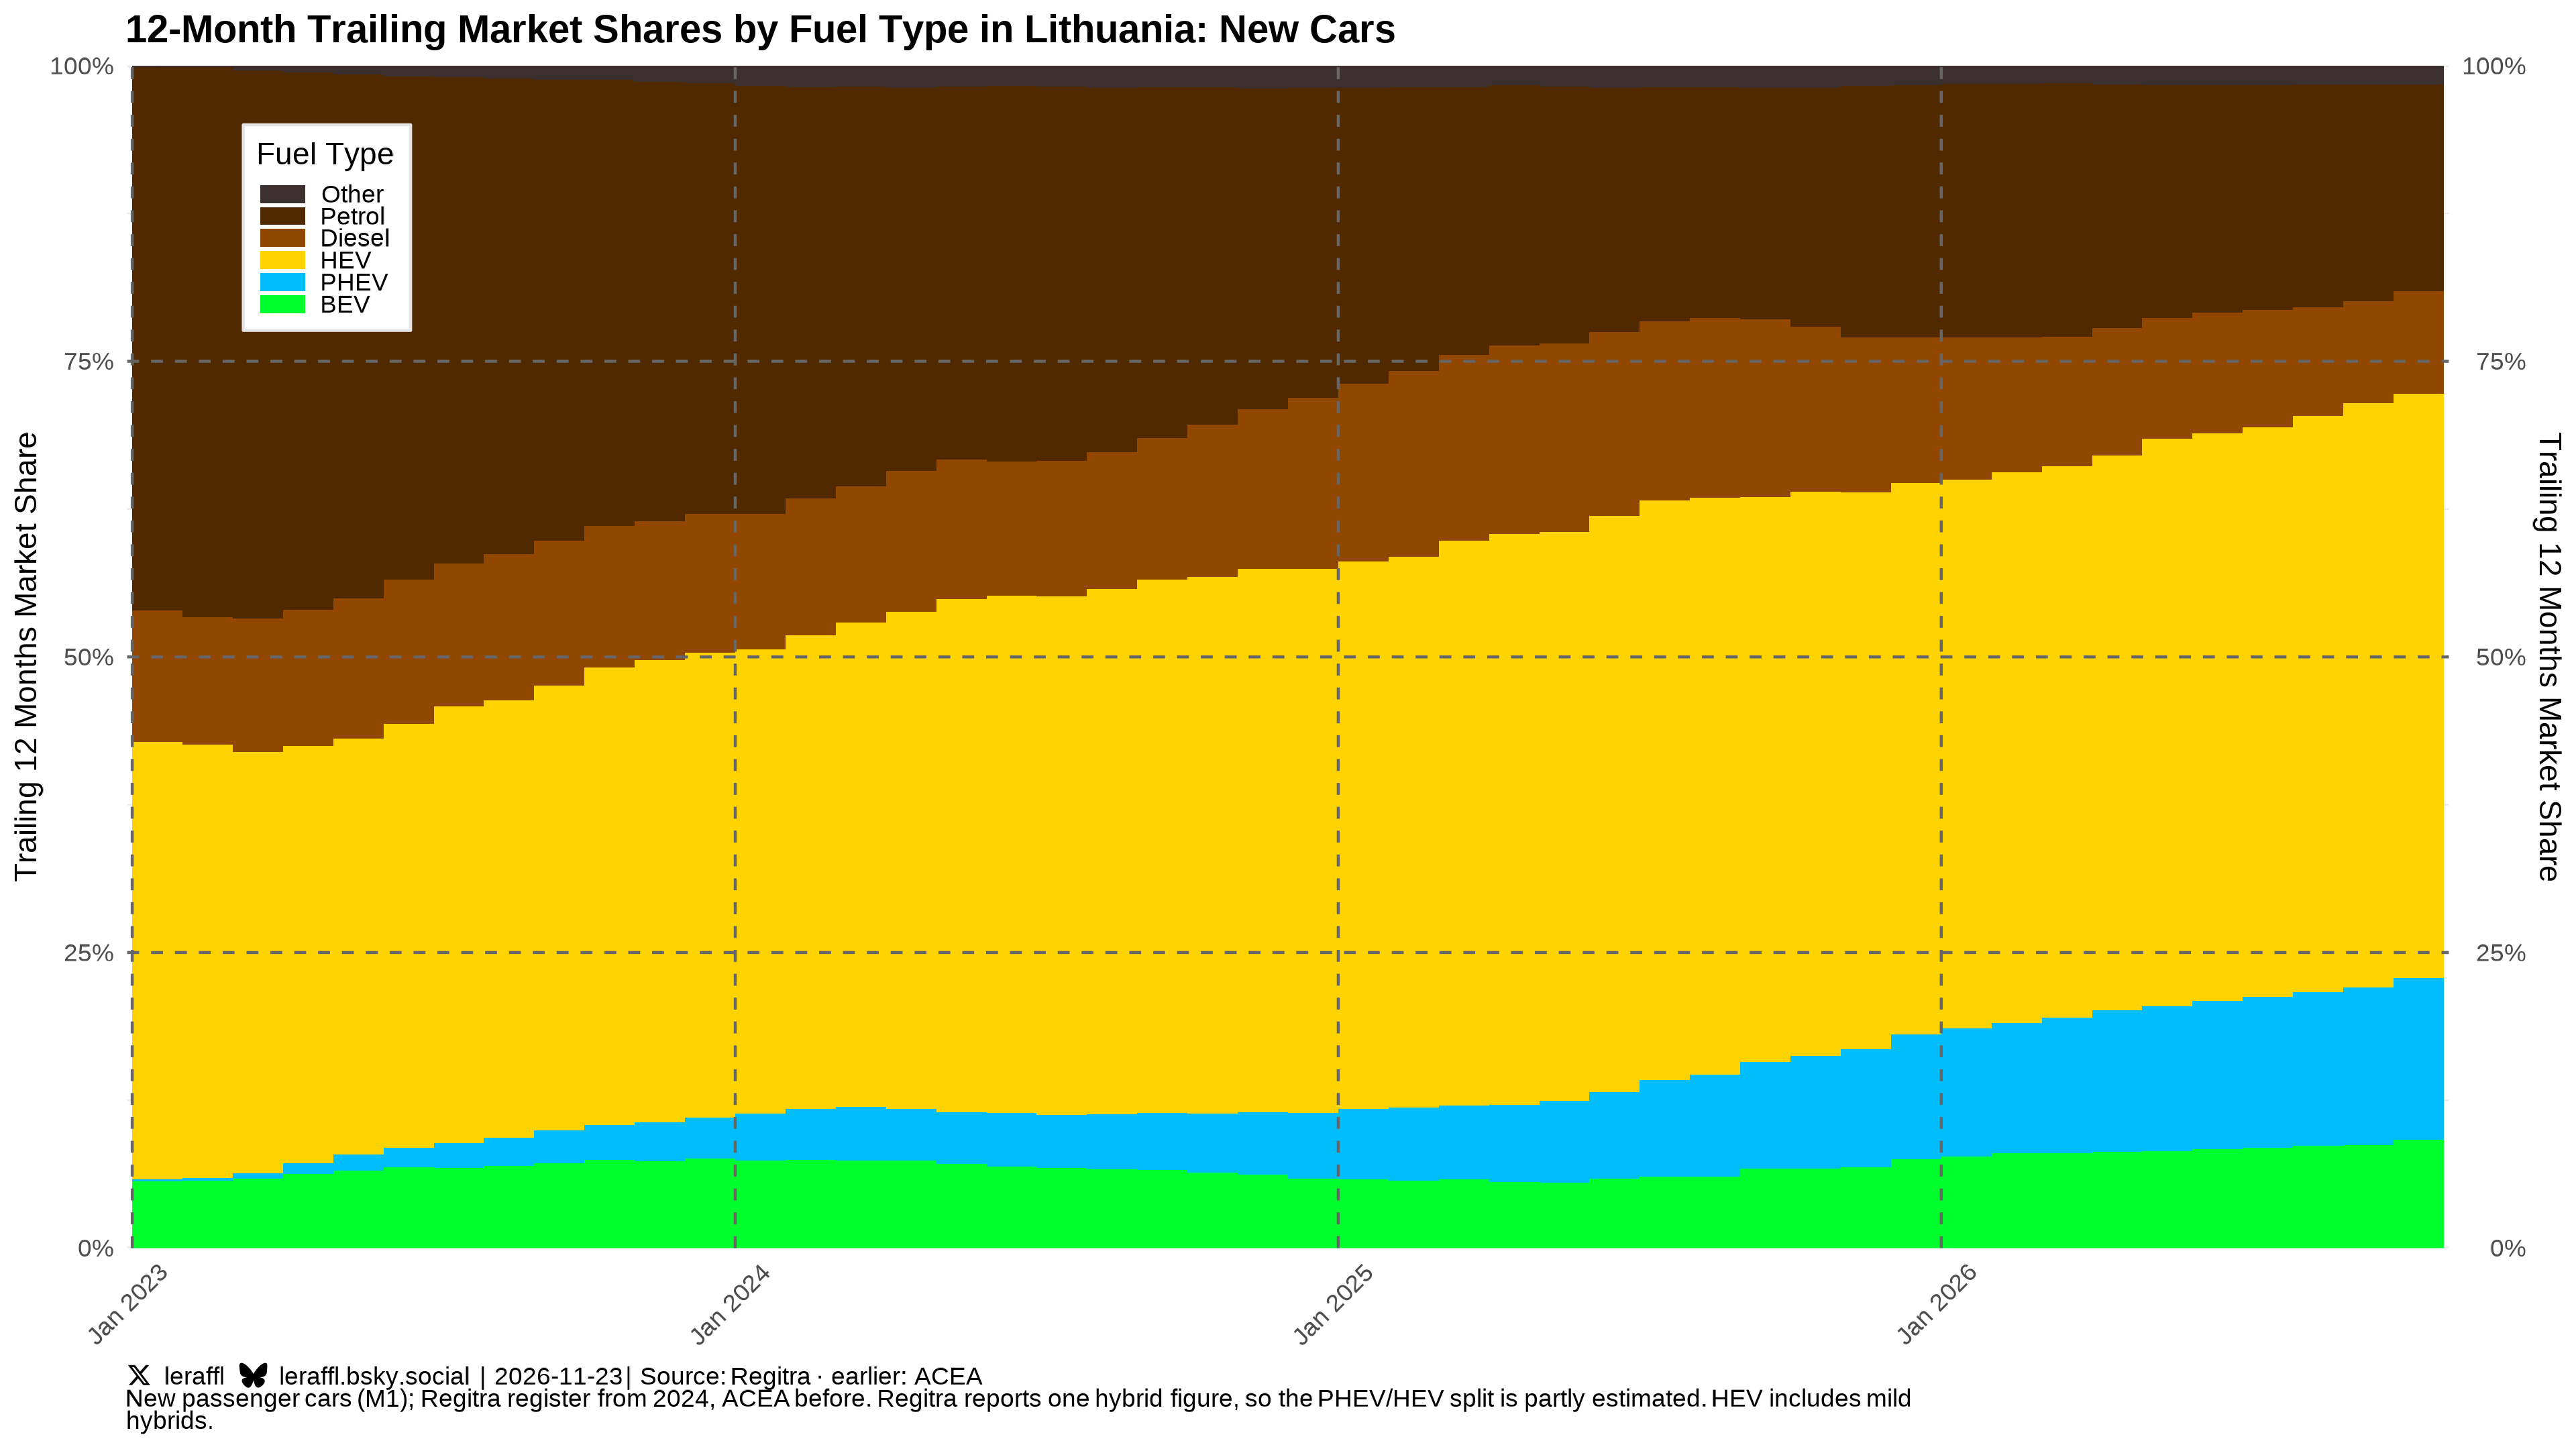 12-Month Trailing Market Shares by Fuel Type in Lithuania: New Cars
100%
75%
50%
25%
0%
100%
75%
50%
25%
0%
Trailing 12 Months Market Share
Trailing 12 Months Market Share
Fuel Type
Other
Petrol
Diesel
HEV
PHEV
BEV
Jan 2023
Jan 2024
Jan 2025
Jan 2026
leraffl leraffl.bsky.social | 2026-11-23| Source: Regitra · earlier: ACEA
New passenger cars (M1); Regitra register from 2024, ACEA before. Regitra reports one hybrid figure, so the PHEV/HEV split is partly estimated. HEV includes mild
hybrids.